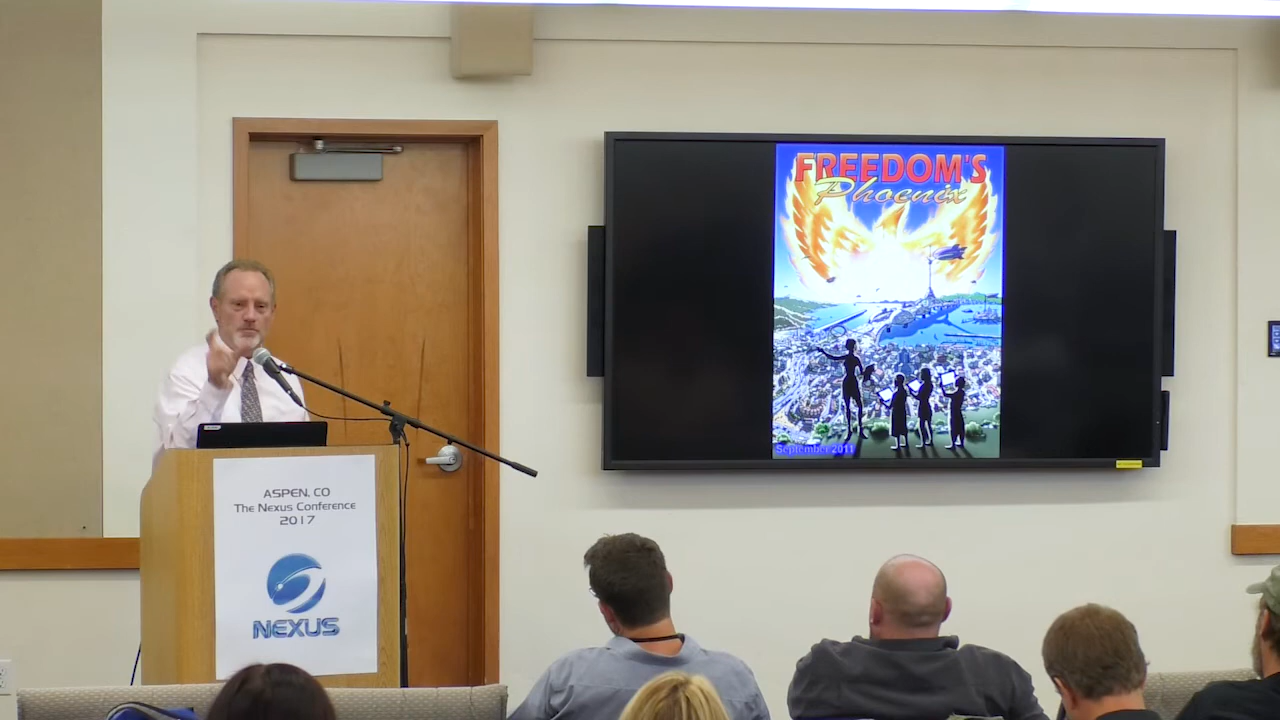 FREEDOM'S
Phoenix
September 2011
ASPEN, CO
The Nexus Conference
2017
NEXUS